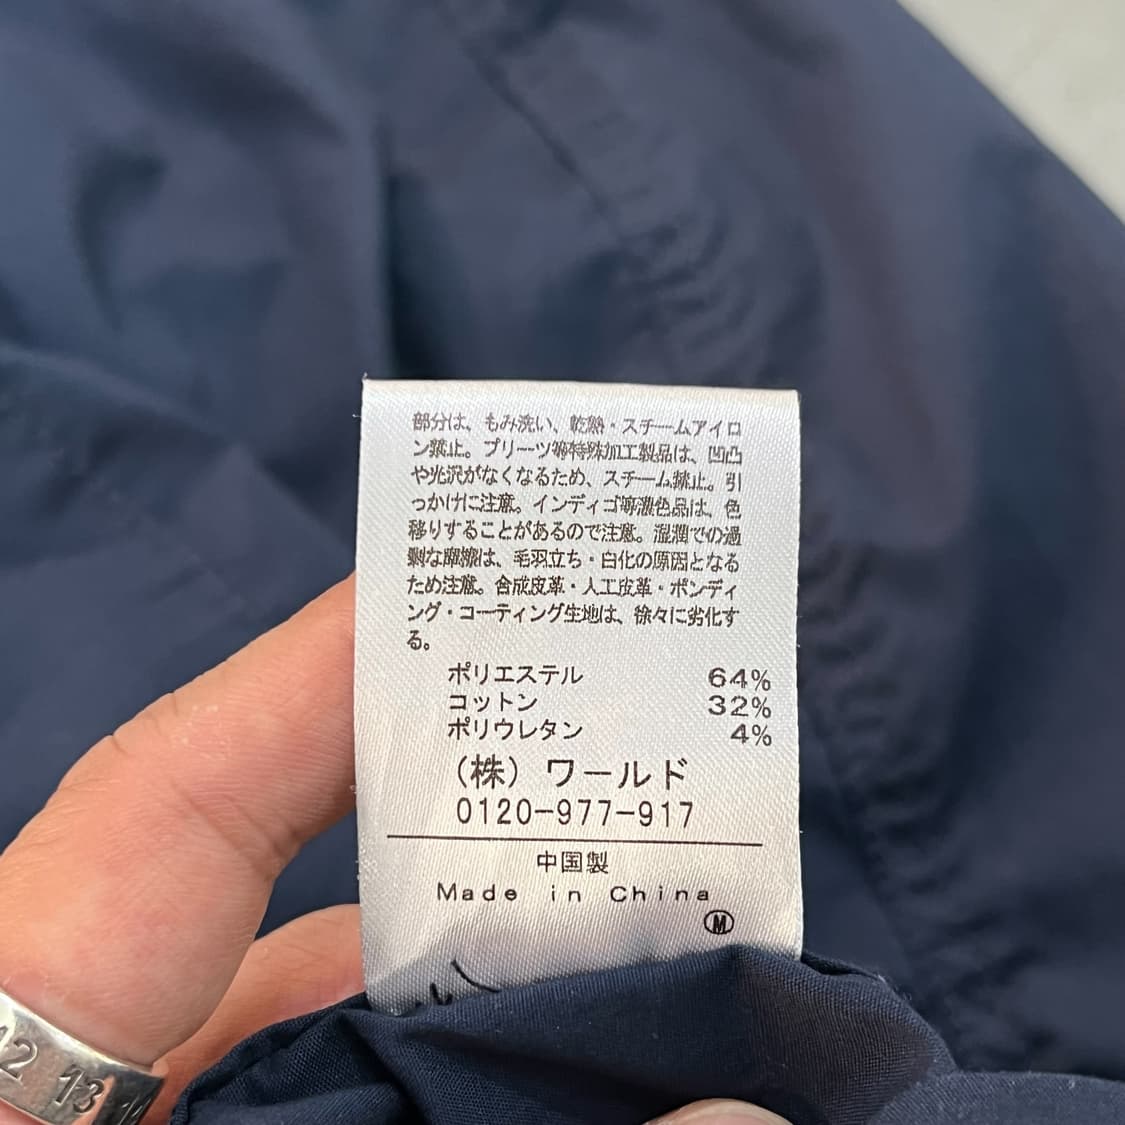 部分は、もみ洗い、乾熱・スチームアイロ
ン禁止。プリーツ等特殊加工製品は、凹凸
や光沢がなくなるため、スチーム禁止。引
っかけに注意。インディゴ等濃色品は、色
移りすることがあるので注意。湿潤での過
剰な摩擦は、毛羽立ち・白化の原因となる
ため注意。合成皮革・人工皮革・ボンディ
ング・コーティング生地は、徐々に劣化す
る。
ポリエステル 64%
コットン 32%
ポリウレタン 4%
(株)ワールド
0120-977-917
中国製
Made in China
M
12 13